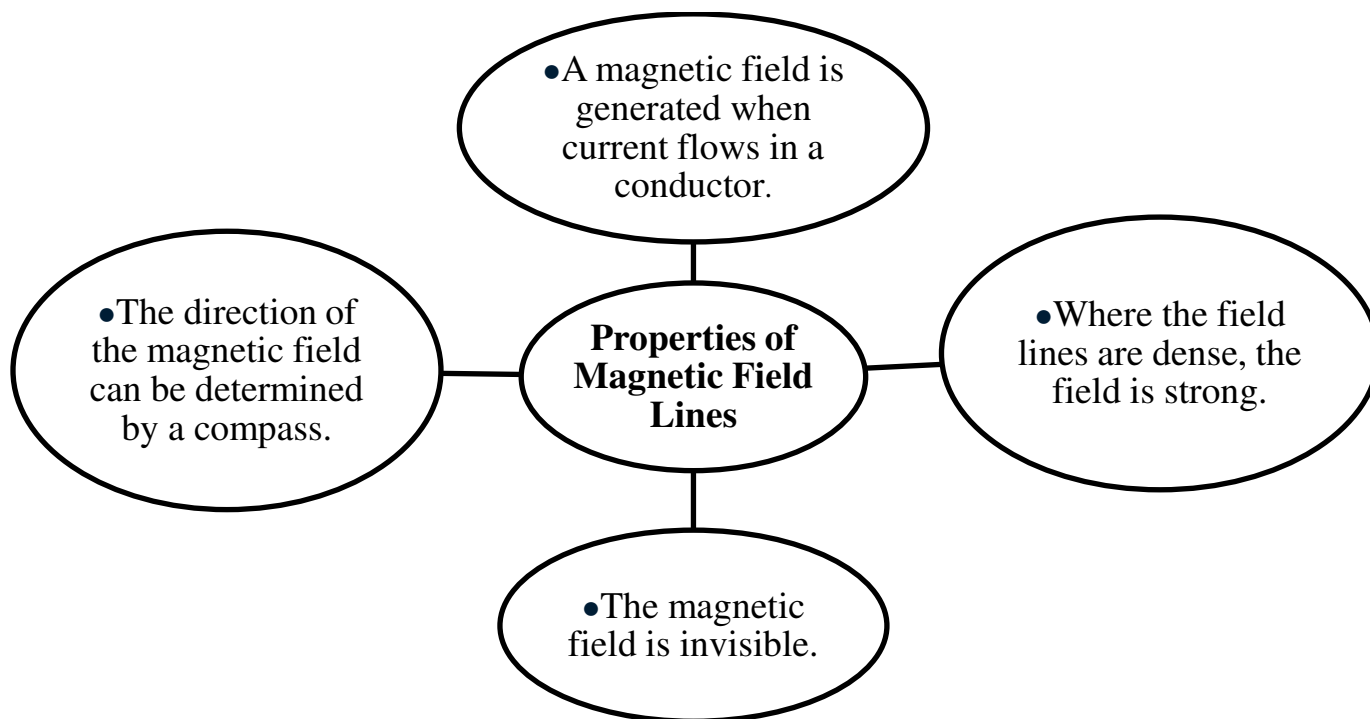 ●A magnetic field is
generated when
current flows in a
conductor.
●The direction of
the magnetic field
can be determined
by a compass.
Properties of
Magnetic Field
Lines
●Where the field
lines are dense, the
field is strong.
●The magnetic
field is invisible.